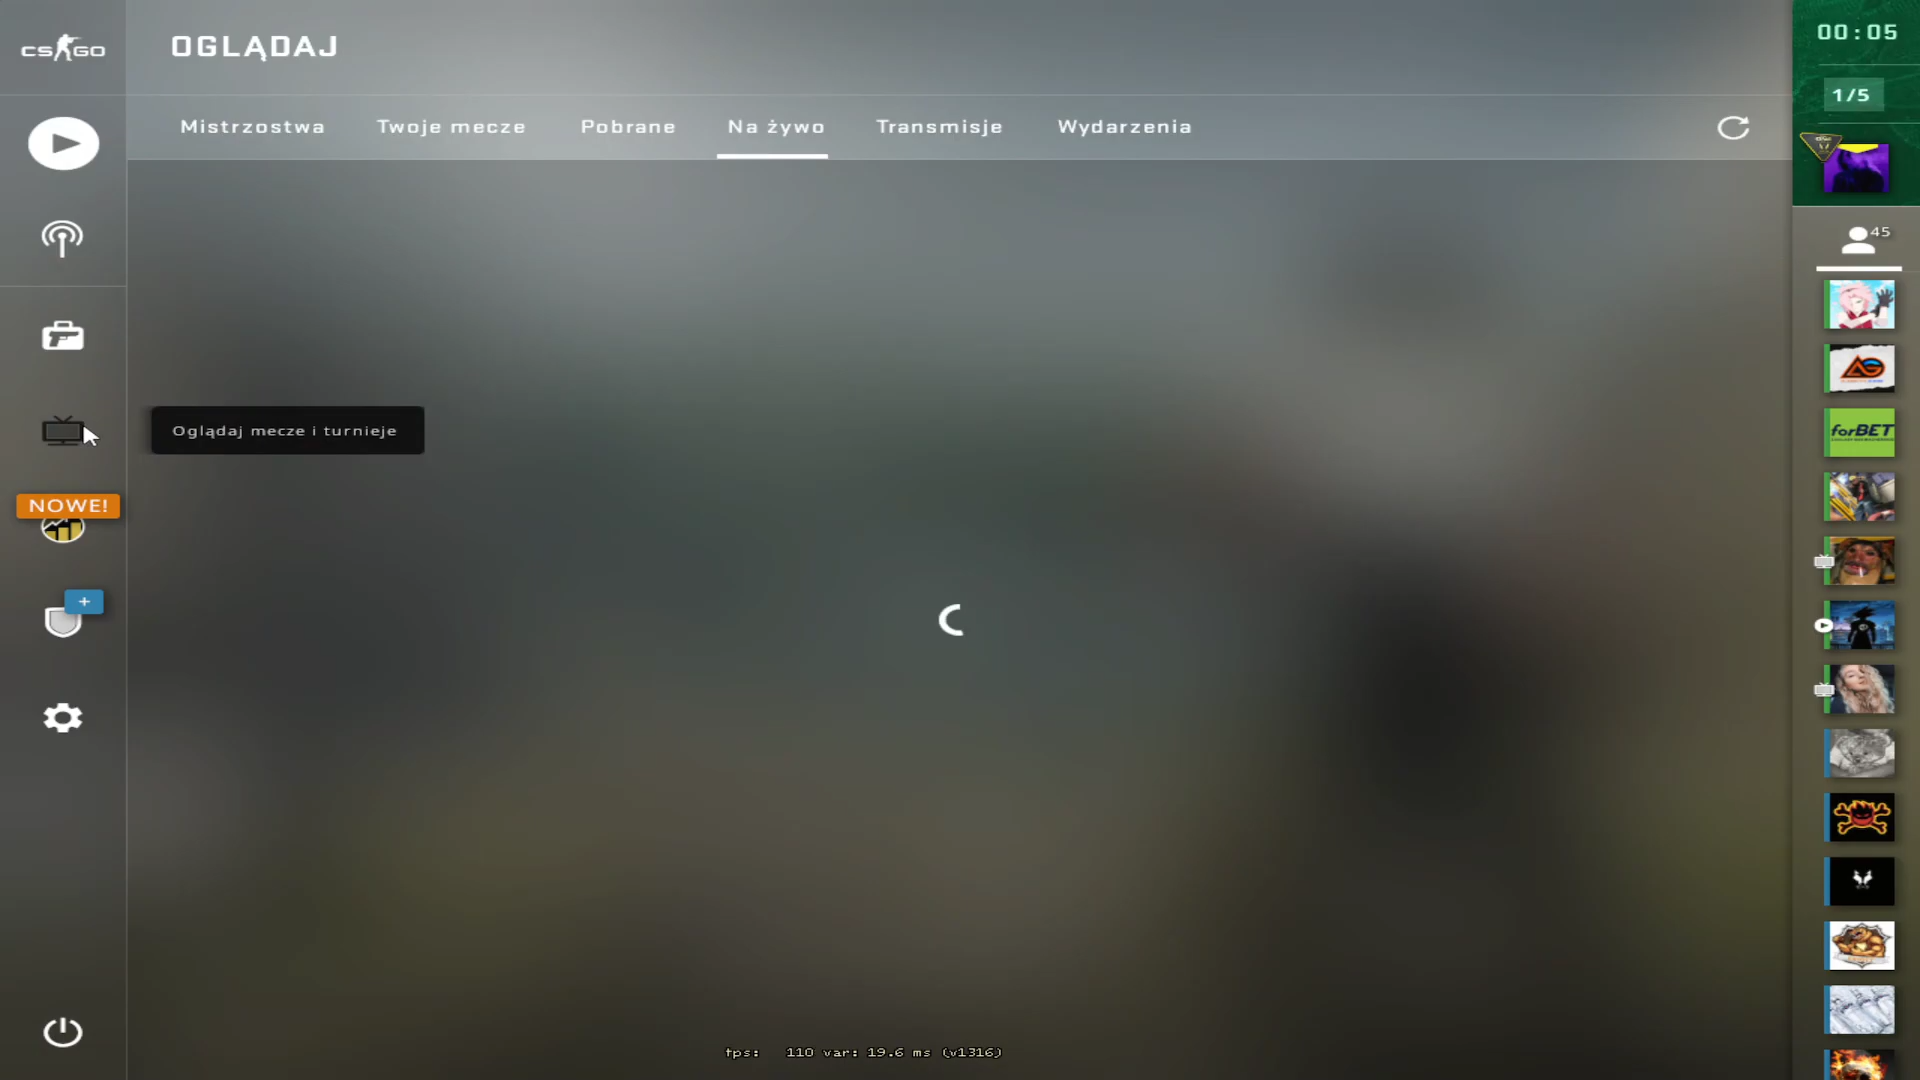 CS GO
OGLĄDAJ
00:05
Mistrzostwa
Twoje mecze
Pobrane
Na żywo
Transmisje
Wydarzenia
1/5
45
AG
forBET
Oglądaj mecze i turnieje
NOWE!
+
fps: 110 var: 19.6 ms (v1316)